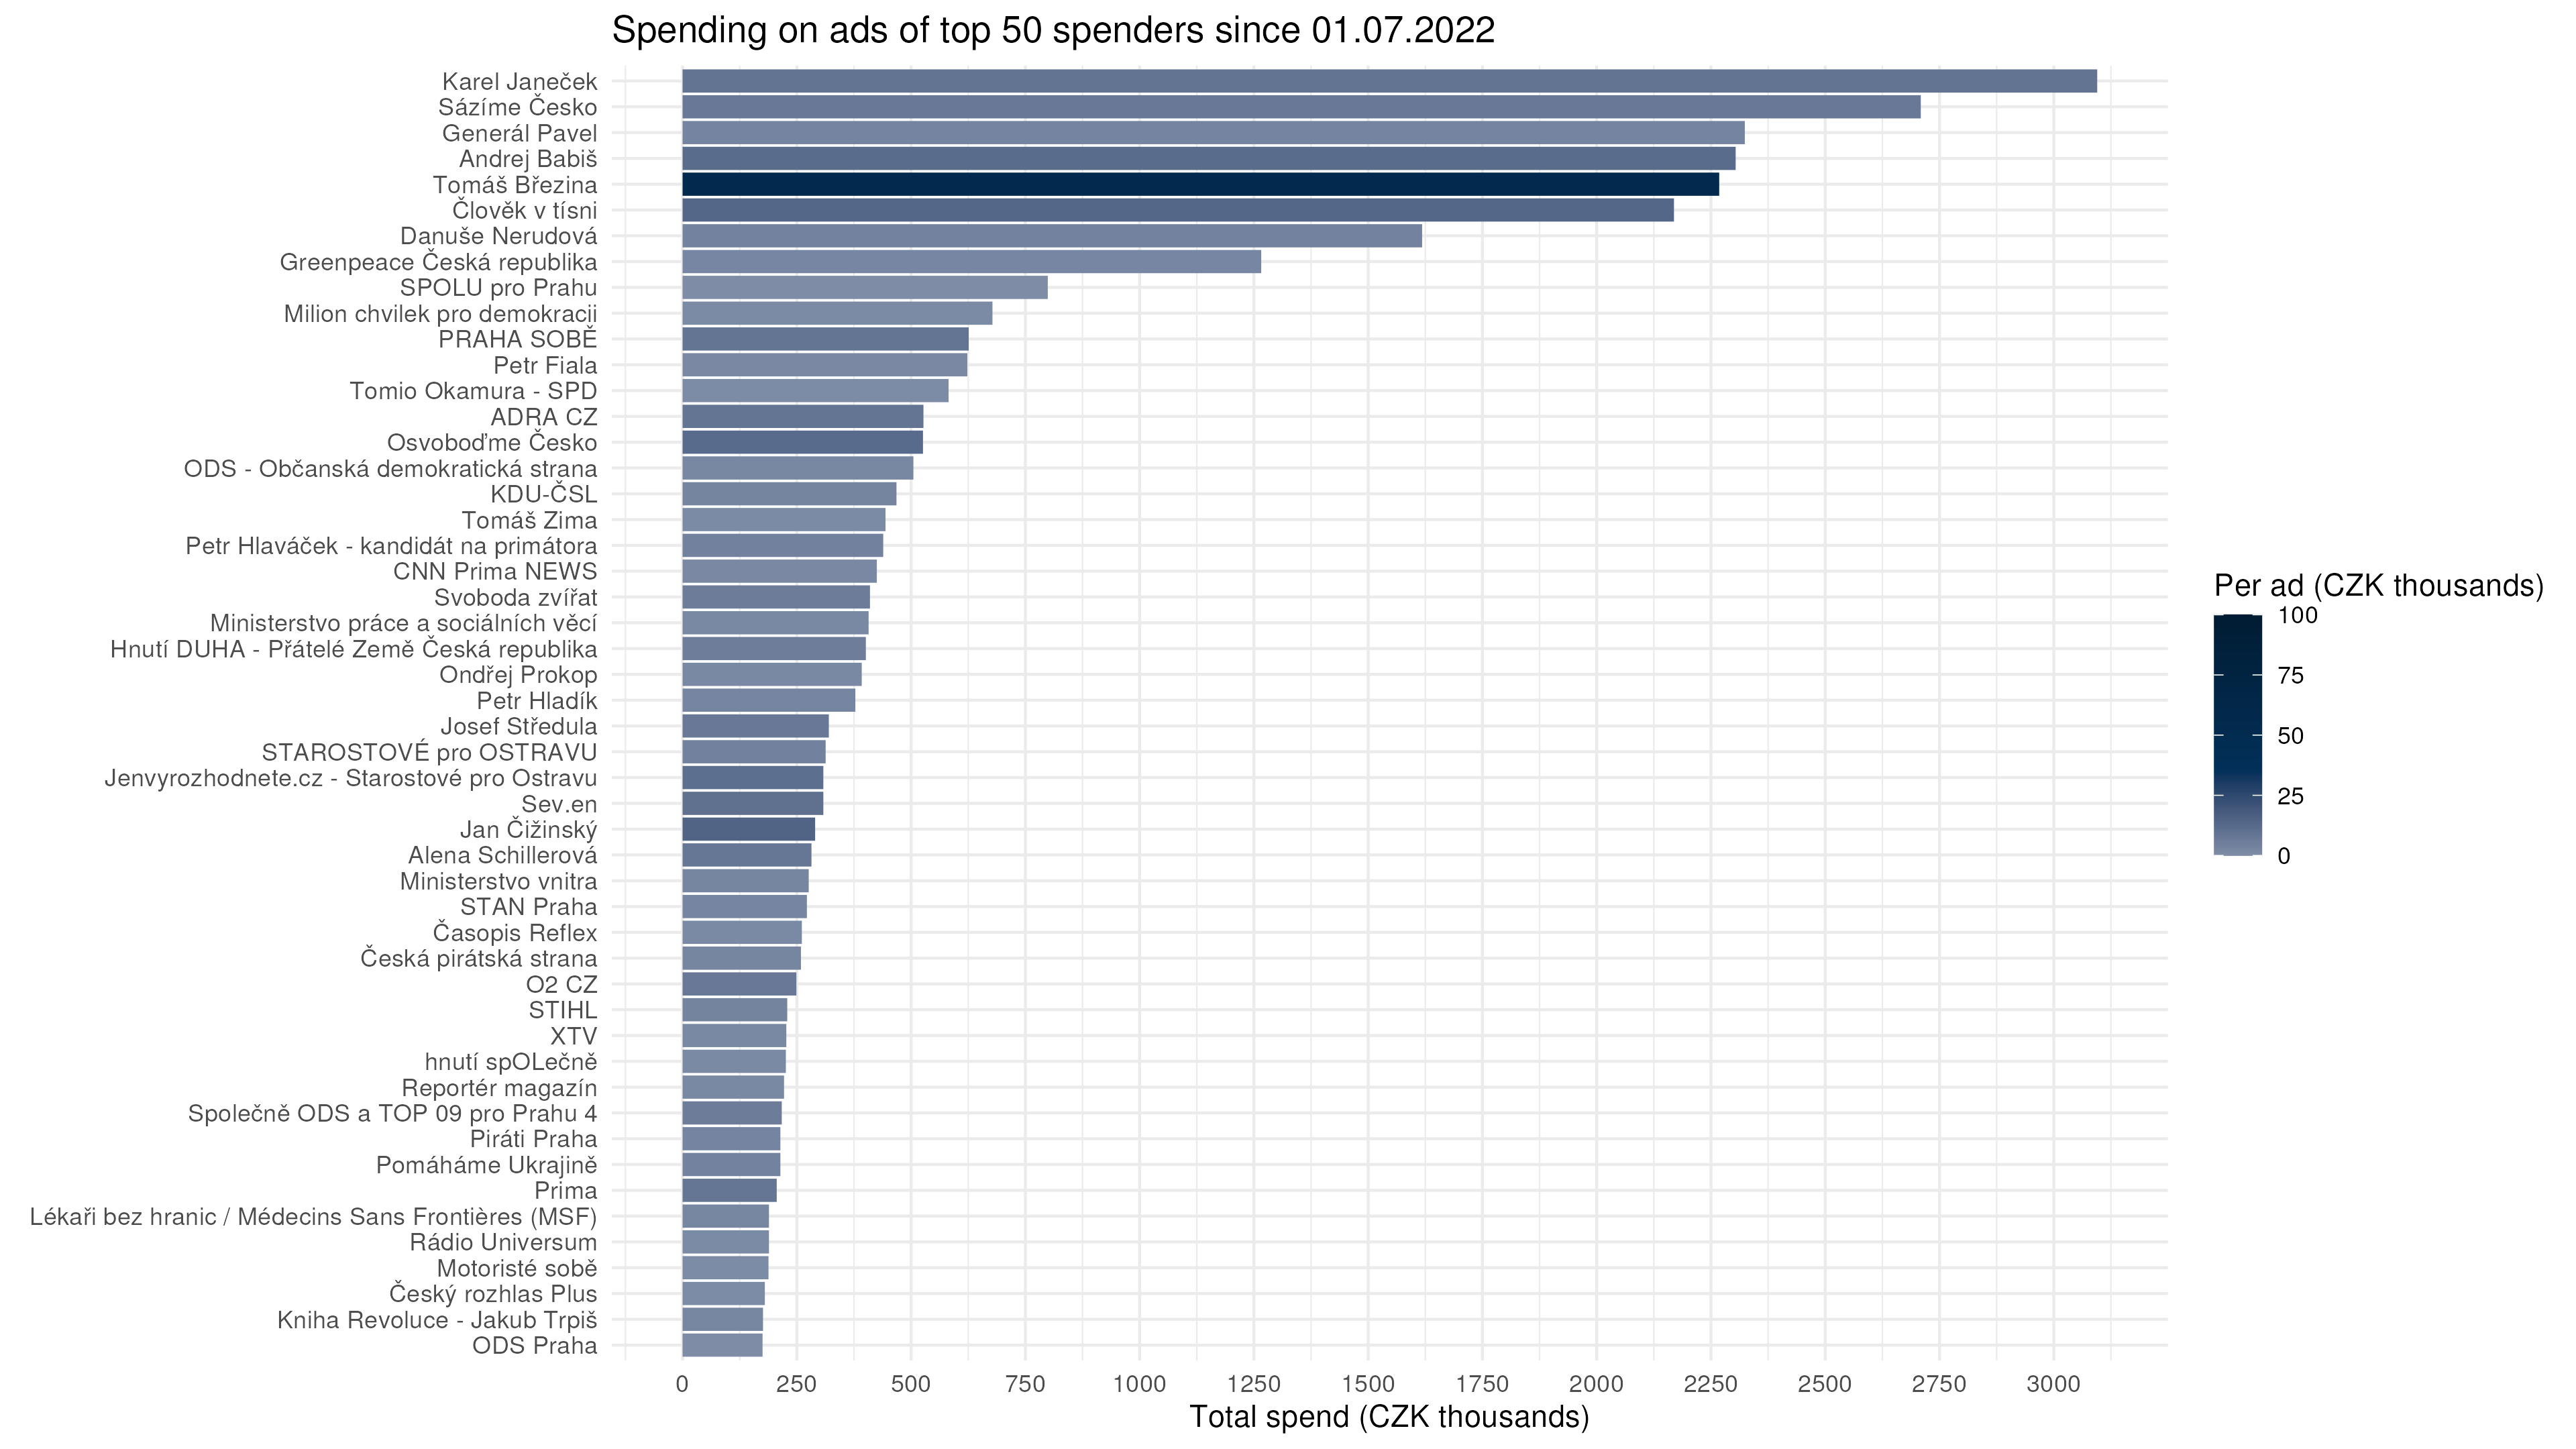 Spending on ads of top 50 spenders since 01.07.2022
Karel Janeček
Sázíme Česko
Generál Pavel
Andrej Babiš
Tomáš Březina
Člověk v tísni
Danuše Nerudová
Greenpeace Česká republika
SPOLU pro Prahu
Milion chvilek pro demokracii
PRAHA SOBĚ
Petr Fiala
Tomio Okamura - SPD
ADRA CZ
Osvoboďme Česko
ODS - Občanská demokratická strana
KDU-ČSL
Tomáš Zima
Petr Hlaváček - kandidát na primátora
CNN Prima NEWS
Svoboda zvířat
Ministerstvo práce a sociálních věcí
Hnutí DUHA - Přátelé Země Česká republika
Ondřej Prokop
Petr Hladík
Josef Středula
STAROSTOVÉ pro OSTRAVU
Jenvyrozhodnete.cz - Starostové pro Ostravu
Sev.en
Jan Čižinský
Alena Schillerová
Ministerstvo vnitra
STAN Praha
Časopis Reflex
Česká pirátská strana
O2 CZ
STIHL
XTV
hnutí spOLečně
Reportér magazín
Společně ODS a TOP 09 pro Prahu 4
Piráti Praha
Pomáháme Ukrajině
Prima
Lékaři bez hranic / Médecins Sans Frontières (MSF)
Rádio Universum
Motoristé sobě
Český rozhlas Plus
Kniha Revoluce - Jakub Trpiš
ODS Praha
0 250 500 750 1000 1250 1500 1750 2000 2250 2500 2750 3000
Total spend (CZK thousands)
Per ad (CZK thousands)
100
75
50
25
0